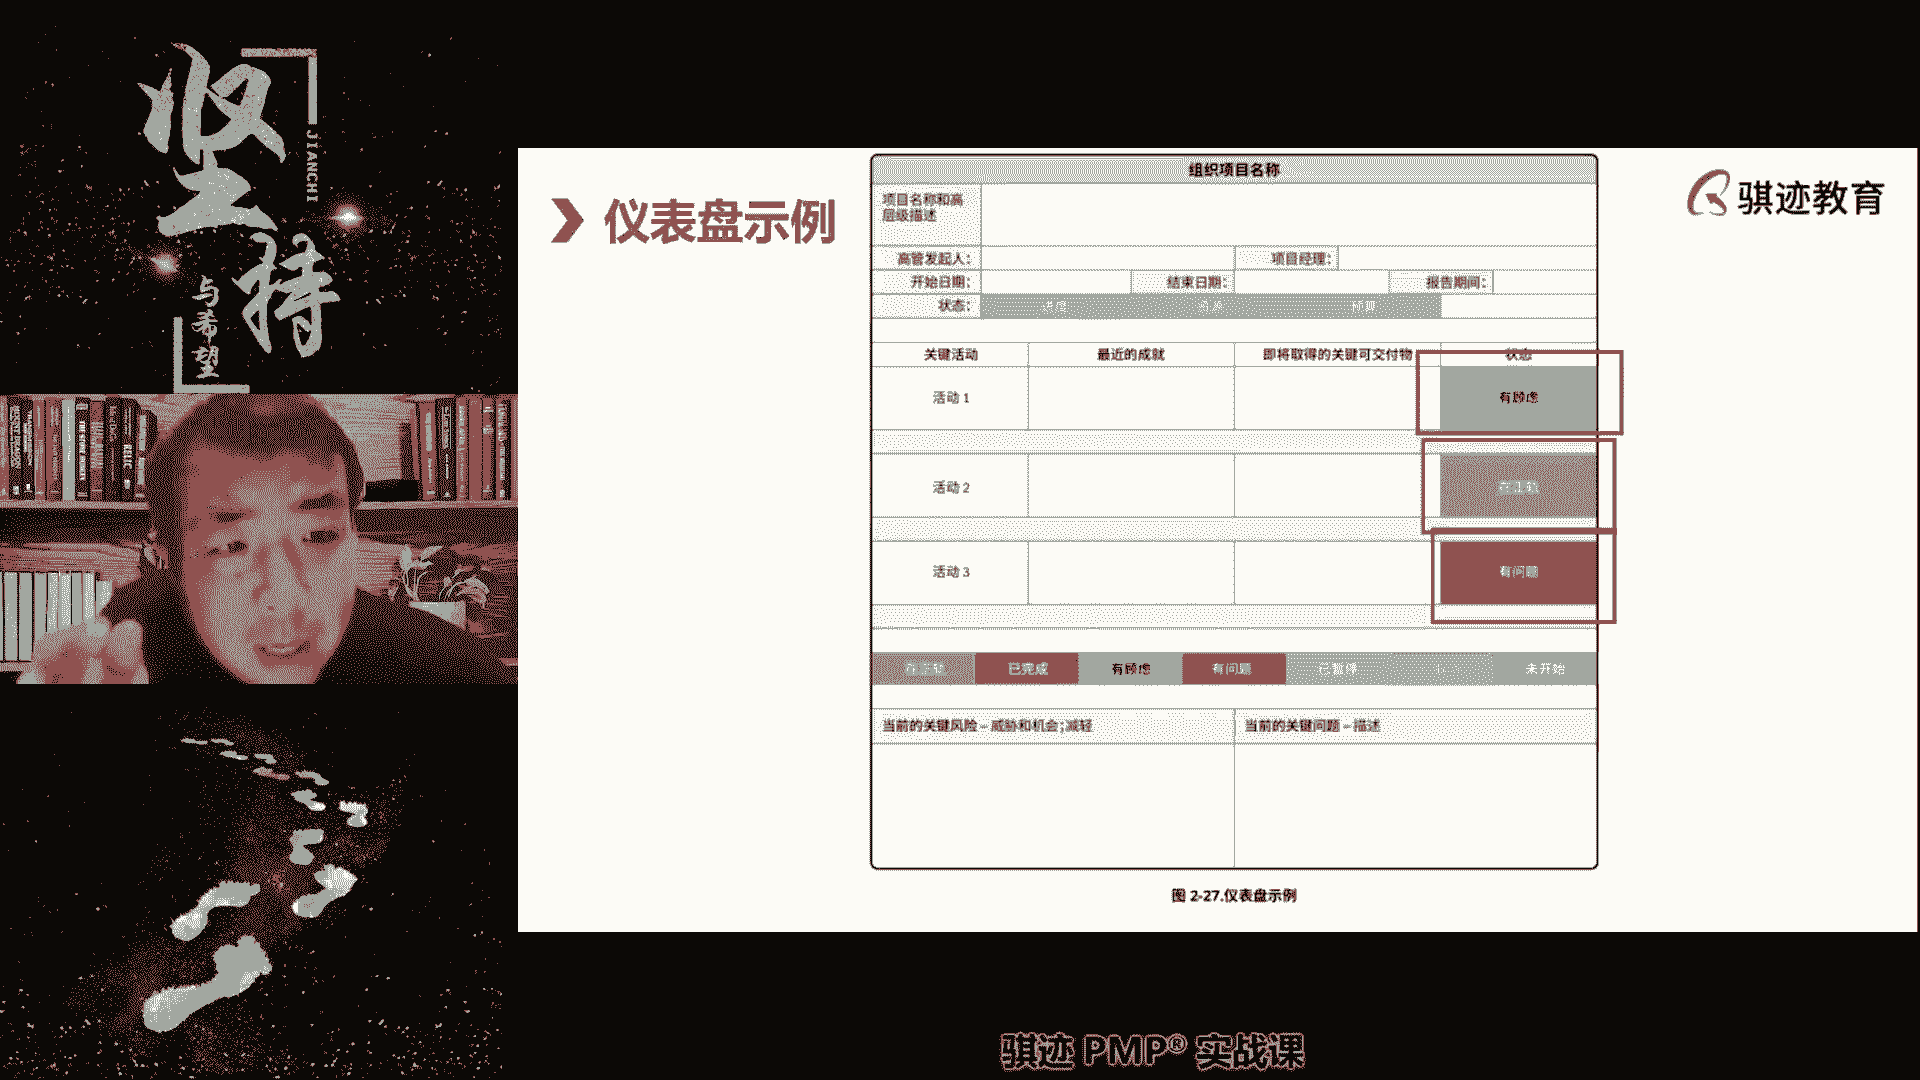 坚持
JIANCHI
与希望
仪表盘示例
骐迹教育
组织项目名称
项目名称和高
层级描述
高管发起人：
项目经理：
开始日期：
结束日期：
报告期间：
状态：
进度
资源
预算
关键活动
最近的成就
即将取得的关键可交付物
状态
活动 1
有顾虑
活动 2
在正轨
活动 3
有问题
在正轨
已完成
有顾虑
有问题
已暂停
未开始
当前的关键风险 – 威胁和机会;减轻
当前的关键问题 – 描述
图 2-27.仪表盘示例
骐迹 PMP® 实战课